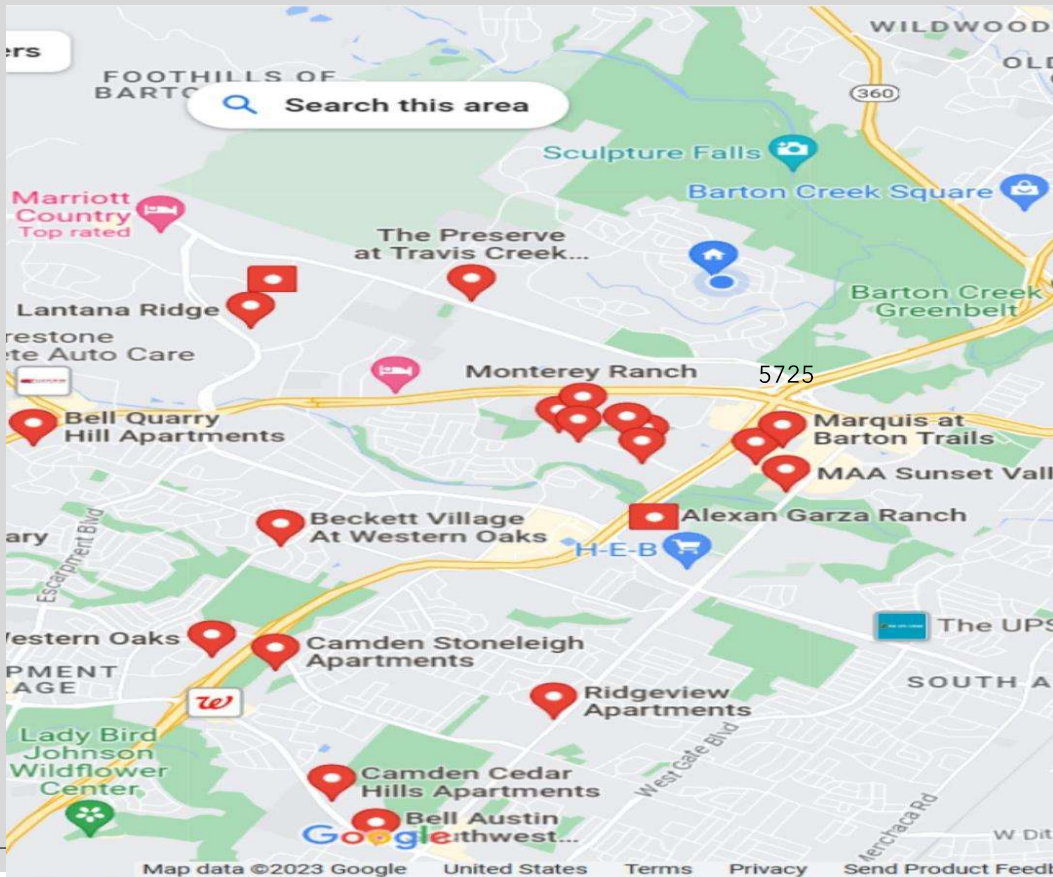 ers
WILDWOOD
OLD
FOOTHILLS OF
BARTO
Search this area
360
Sculpture Falls
Barton Creek Square
Marriott
Country
Top rated
The Preserve
at Travis Creek...
Lantana Ridge
Barton Creek
Greenbelt
restone
te Auto Care
Monterey Ranch
5725
Bell Quarry
Hill Apartments
Marquis at
Barton Trails
MAA Sunset Vall
Beckett Village
At Western Oaks
Alexan Garza Ranch
H-E-B
ary
Escarpment Blvd
Western Oaks
Camden Stoneleigh
Apartments
The UPS
PMENT
AGE
SOUTH A
Ridgeview
Apartments
West Gate Blvd
Lady Bird
Johnson
Wildflower
Center
Camden Cedar
Hills Apartments
Bell Austin
uthwest...
Google
Menchaca Rd
W Dit
Map data ©2023 Google United States Terms Privacy Send Product Feedb